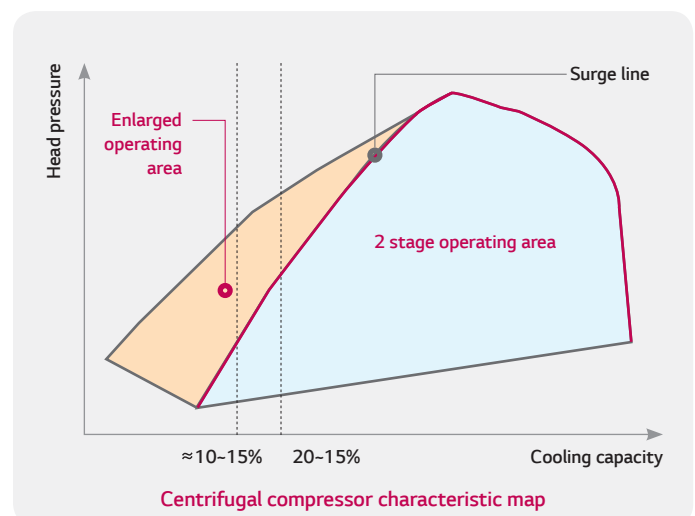 Head pressure
Surge line
Enlarged
operating
area
2 stage operating area
≈10~15%
20~15%
Cooling capacity
Centrifugal compressor characteristic map